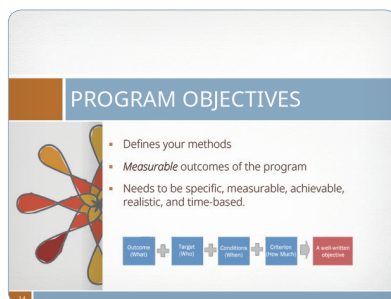 PROGRAM OBJECTIVES
Defines your methods
Measurable outcomes of the program
Needs to be specific, measurable, achievable,
realistic, and time-based.
Outcome
(What)
Target
(Who)
Conditions
(When)
Criterion
(How Much)
A well-written
objective
14